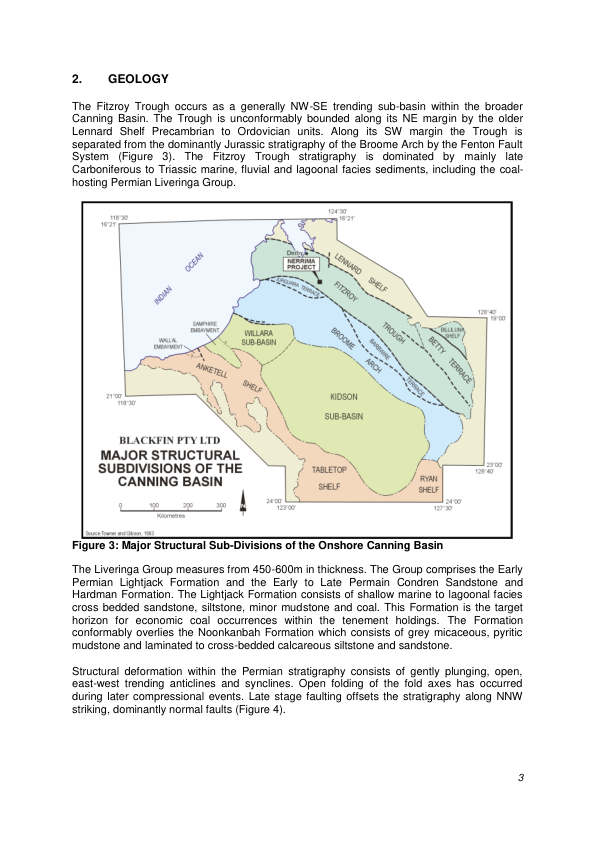 2. GEOLOGY
The Fitzroy Trough occurs as a generally NW-SE trending sub-basin within the broader
Canning Basin. The Trough is unconformably bounded along its NE margin by the older
Lennard Shelf Precambrian to Ordovician units. Along its SW margin the Trough is
separated from the dominantly Jurassic stratigraphy of the Broome Arch by the Fenton Fault
System (Figure 3). The Fitzroy Trough stratigraphy is dominated by mainly late
Carboniferous to Triassic marine, fluvial and lagoonal facies sediments, including the coal-
hosting Permian Liveringa Group.
118°30'
16°21'
124°30'
16°21'
INDIAN OCEAN
Derby
NERRIMA
PROJECT
LENNARD SHELF
JURGURRA TERRACE
FITZROY
TROUGH
128°40'
19°00'
BILLILUNA
SHELF
BETTY TERRACE
SAMPHIRE
EMBAYMENT
WALLAL
EMBAYMENT
WILLARA
SUB-BASIN
BROOME
ARCH
BARBWIRE
TERRACE
ANKETELL
SHELF
KIDSON
SUB-BASIN
21°00'
118°30'
BLACKFIN PTY LTD
MAJOR STRUCTURAL
SUBDIVISIONS OF THE
CANNING BASIN
TABLETOP
SHELF
RYAN
SHELF
23°00'
128°40'
0 100 200 300
Kilometres
24°00'
123°00'
24°00'
127°30'
Source:Towner and Gibson, 1983
Figure 3: Major Structural Sub-Divisions of the Onshore Canning Basin
The Liveringa Group measures from 450-600m in thickness. The Group comprises the Early
Permian Lightjack Formation and the Early to Late Permain Condren Sandstone and
Hardman Formation. The Lightjack Formation consists of shallow marine to lagoonal facies
cross bedded sandstone, siltstone, minor mudstone and coal. This Formation is the target
horizon for economic coal occurrences within the tenement holdings. The Formation
conformably overlies the Noonkanbah Formation which consists of grey micaceous, pyritic
mudstone and laminated to cross-bedded calcareous siltstone and sandstone.
Structural deformation within the Permian stratigraphy consists of gently plunging, open,
east-west trending anticlines and synclines. Open folding of the fold axes has occurred
during later compressional events. Late stage faulting offsets the stratigraphy along NNW
striking, dominantly normal faults (Figure 4).
3